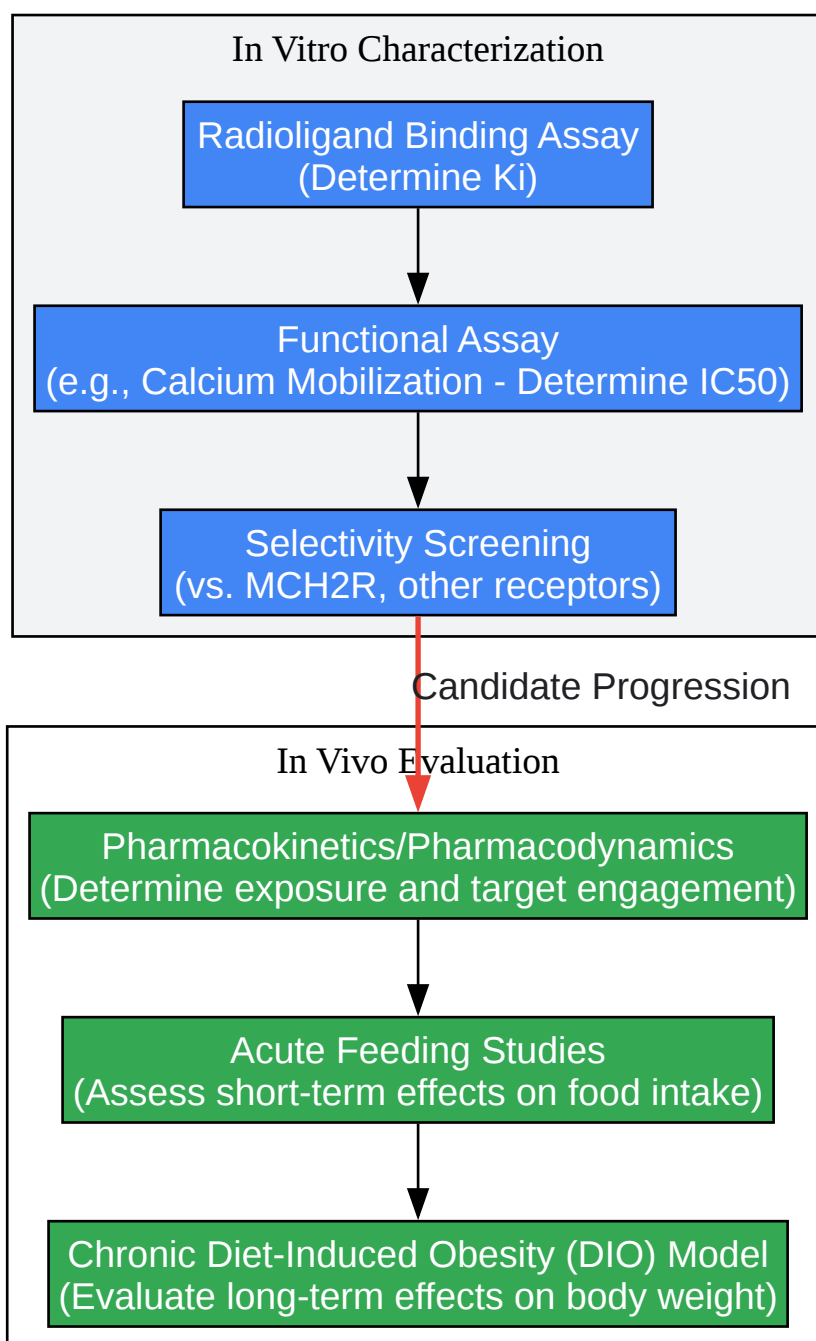 In Vitro Characterization
Radioligand Binding Assay
(Determine Ki)
Functional Assay
(e.g., Calcium Mobilization - Determine IC50)
Selectivity Screening
(vs. MCH2R, other receptors)
Candidate Progression
In Vivo Evaluation
Pharmacokinetics/Pharmacodynamics
(Determine exposure and target engagement)
Acute Feeding Studies
(Assess short-term effects on food intake)
Chronic Diet-Induced Obesity (DIO) Model
(Evaluate long-term effects on body weight)